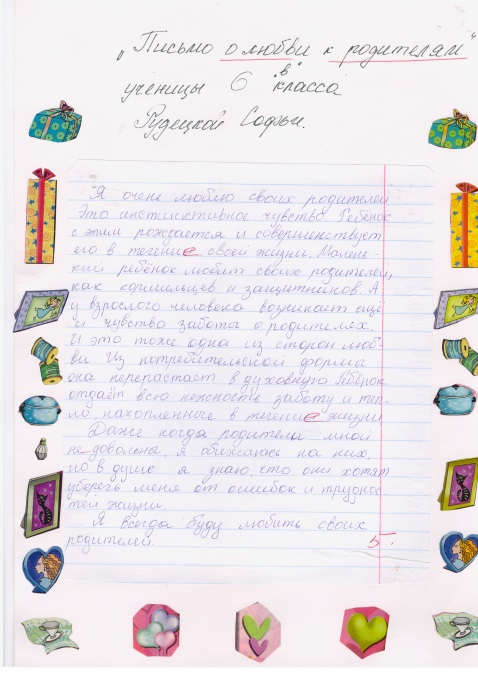 „Письмо о любви к родителям"
ученицы 6 "в" класса
Рудецкой Софьи.
Я очень люблю своих родителей
Это инстинктивное чувство. Ребёнок
с этим рождается и совершенствует
его в течение своей жизни. Малень-
кий ребёнок любит своих родителей,
как кормильцев и защитников. А
у взрослого человека возникает ещё
и чувство заботы о родителях.
И это тоже одна из сторон люб-
ви. Из потребительской формы
она перерастает в духовную. Ребёнок
отдаёт всю нежность, заботу и теп-
ло накопленные в течение жизни
Даже когда родители мной
не довольны, я обижаюсь на них,
но в душе я знаю, что они хотят
уберечь меня от ошибок и труднос-
тей жизни.
Я всегда буду любить своих
родителей.
5.